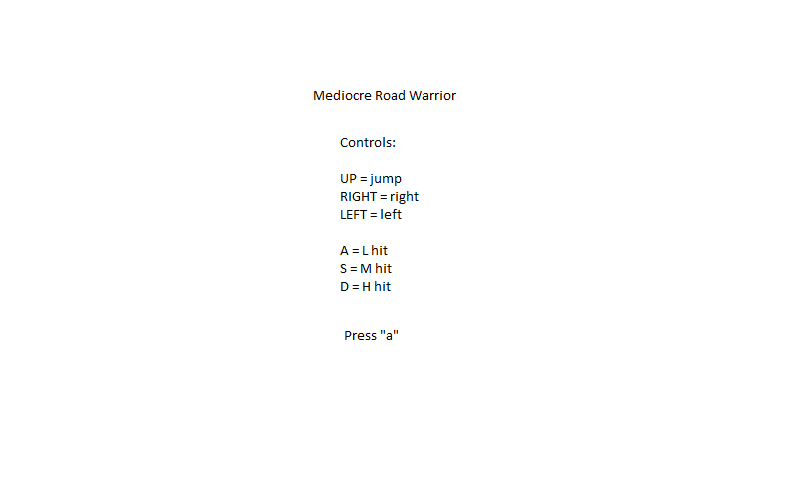 Mediocre Road Warrior
Controls:
UP = jump
RIGHT = right
LEFT = left
A = L hit
S = M hit
D = H hit
Press "a"